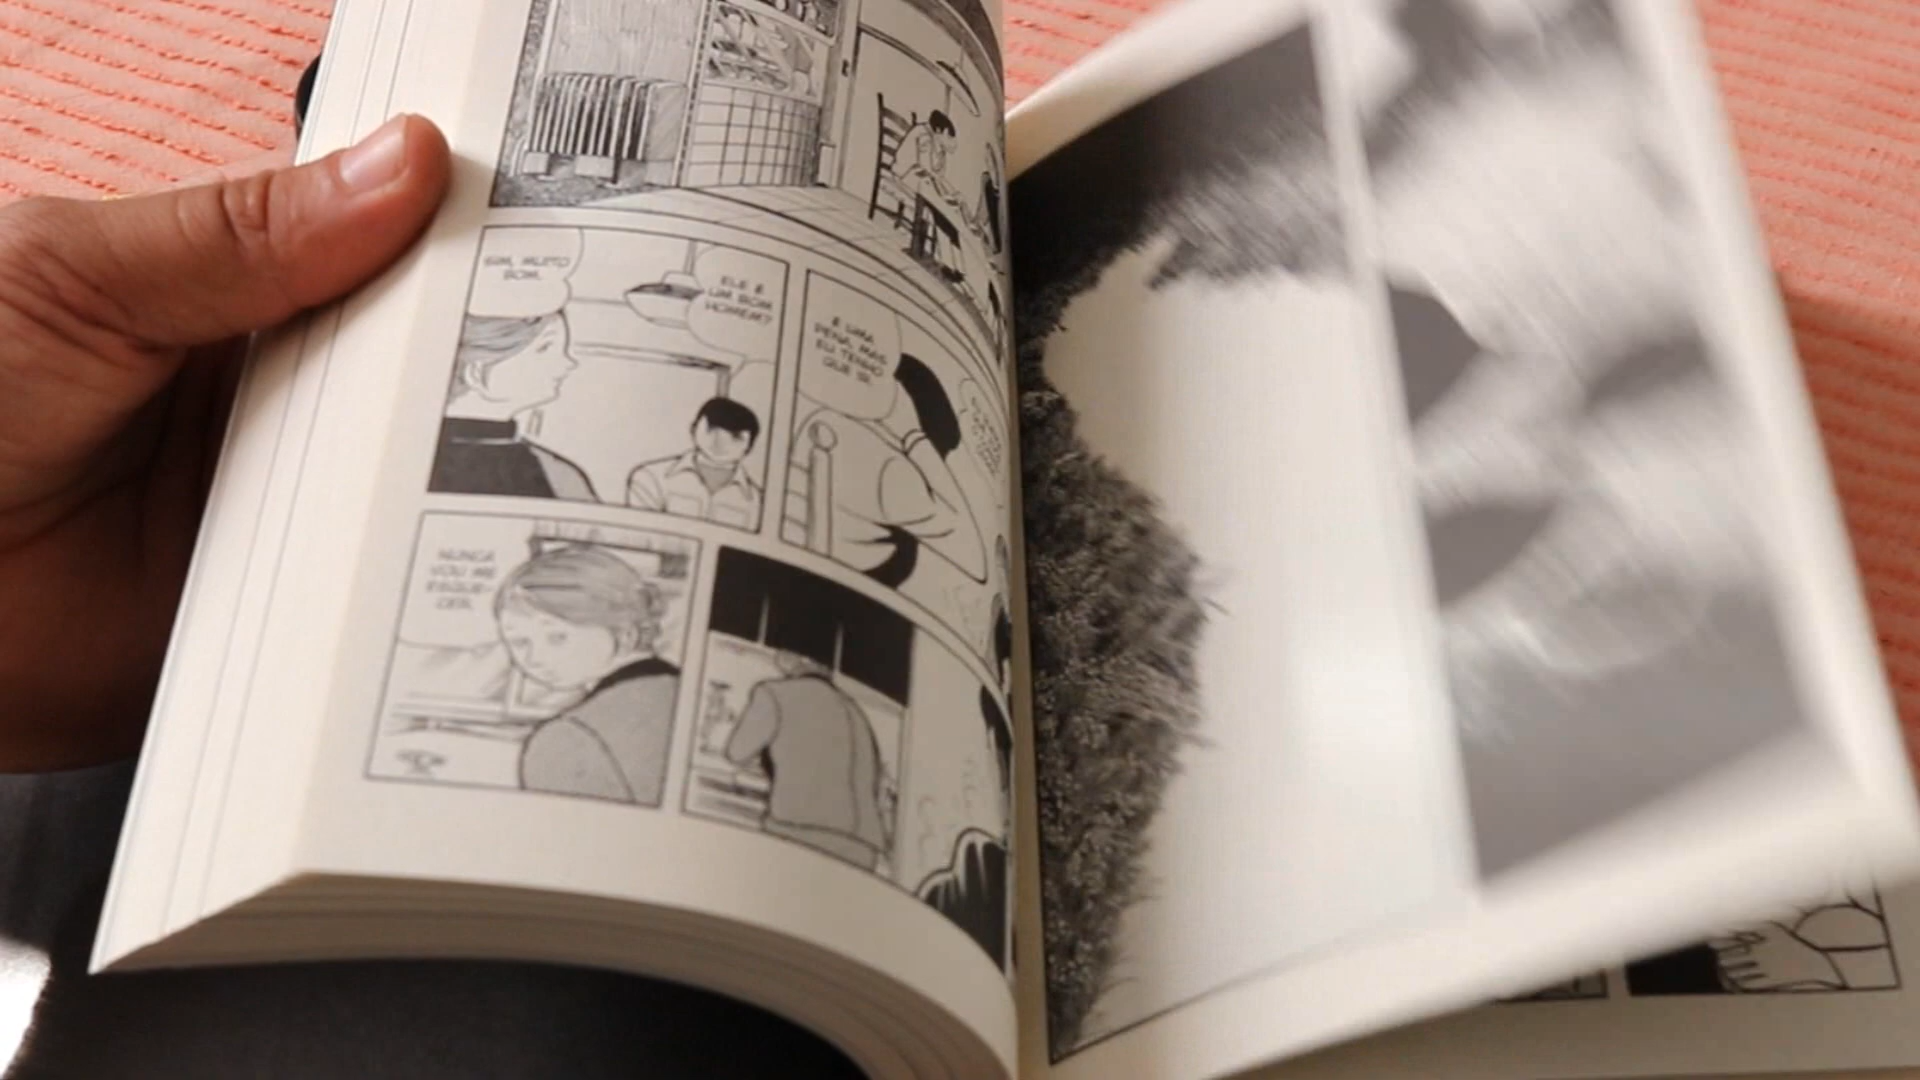 SIM, MUITO
BOM.
ELE É
UM BOM
HOMEM?
É UMA
PENA, MAS
EU TENHO
QUE IR.
NUNCA
VOU ME
ESQUE-
CER.